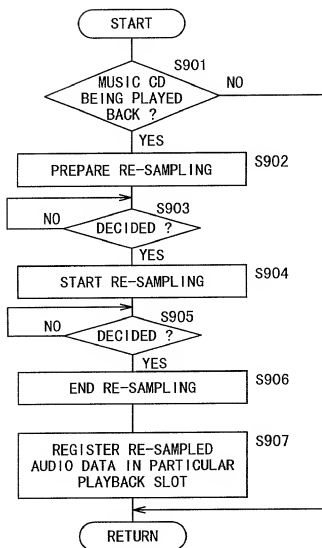 START
S901
MUSIC CD
BEING PLAYED
BACK ?
NO
YES
PREPARE RE-SAMPLING
S902
S903
NO
DECIDED ?
YES
START RE-SAMPLING
S904
S905
NO
DECIDED ?
YES
END RE-SAMPLING
S906
REGISTER RE-SAMPLED
AUDIO DATA IN PARTICULAR
PLAYBACK SLOT
S907
RETURN